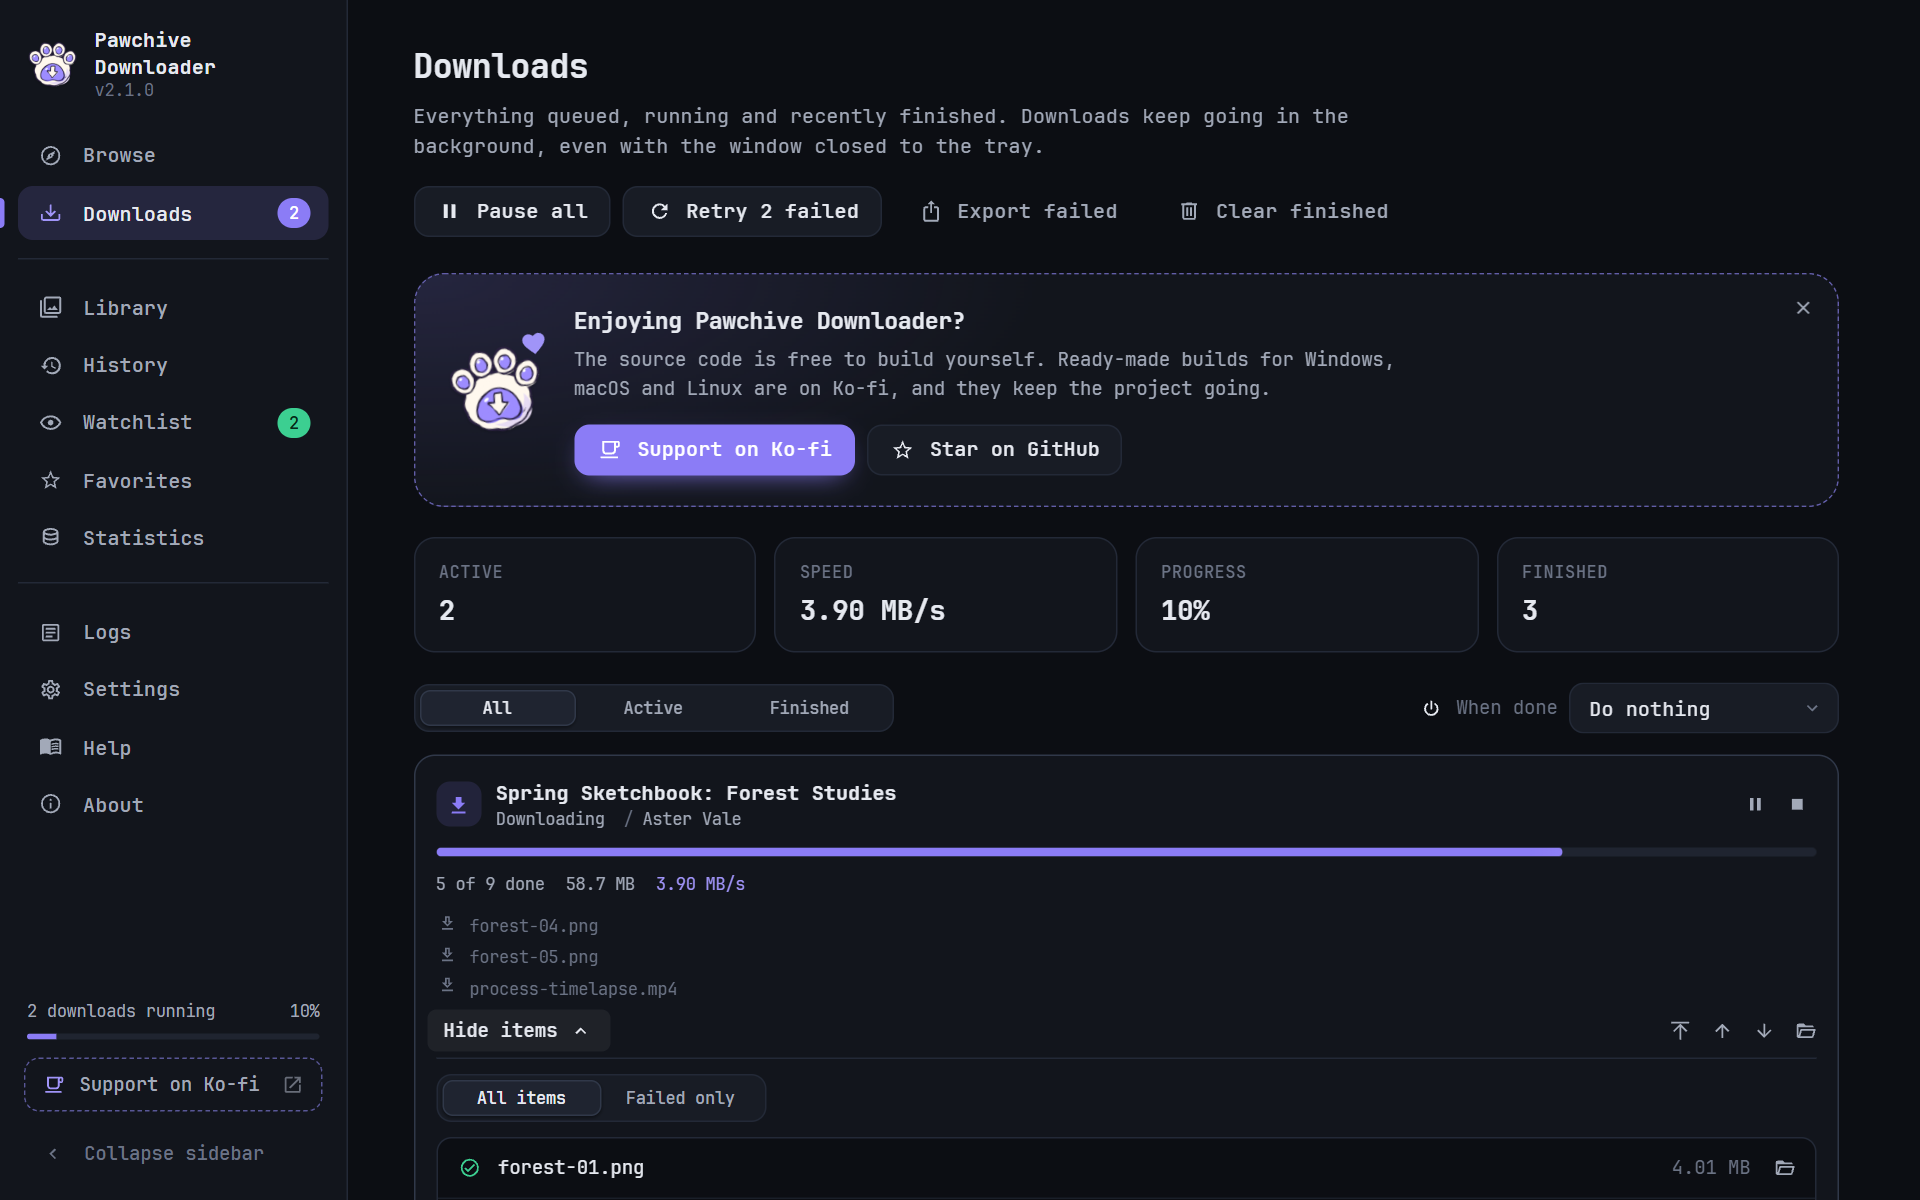 Pawchive
Downloader
v2.1.0
Browse
Downloads 2
Library
History
Watchlist 2
Favorites
Statistics
Logs
Settings
Help
About
2 downloads running 10%
Support on Ko-fi
Collapse sidebar
Downloads
Everything queued, running and recently finished. Downloads keep going in the
background, even with the window closed to the tray.
Pause all Retry 2 failed Export failed Clear finished
Enjoying Pawchive Downloader?
The source code is free to build yourself. Ready-made builds for Windows,
macOS and Linux are on Ko-fi, and they keep the project going.
Support on Ko-fi Star on GitHub
ACTIVE SPEED PROGRESS FINISHED
2 3.90 MB/s 10% 3
All Active Finished When done Do nothing
Spring Sketchbook: Forest Studies
Downloading / Aster Vale
5 of 9 done 58.7 MB 3.90 MB/s
forest-04.png
forest-05.png
process-timelapse.mp4
Hide items
All items Failed only
forest-01.png 4.01 MB